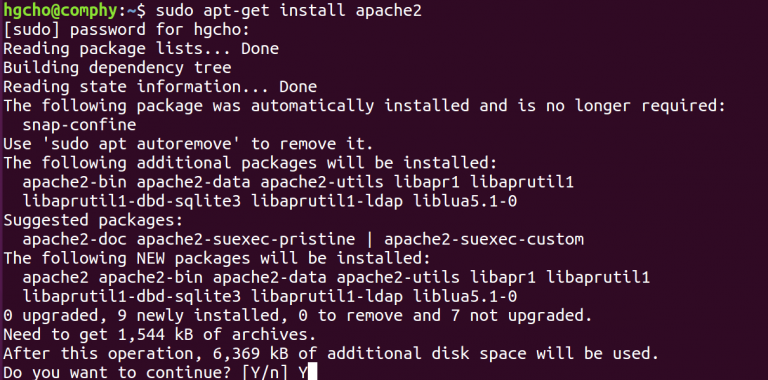 hgcho@comphy:~$ sudo apt-get install apache2
[sudo] password for hgcho:
Reading package lists... Done
Building dependency tree
Reading state information... Done
The following package was automatically installed and is no longer required:
  snap-confine
Use 'sudo apt autoremove' to remove it.
The following additional packages will be installed:
  apache2-bin apache2-data apache2-utils libapr1 libaprutil1
  libaprutil1-dbd-sqlite3 libaprutil1-ldap liblua5.1-0
Suggested packages:
  apache2-doc apache2-suexec-pristine | apache2-suexec-custom
The following NEW packages will be installed:
  apache2 apache2-bin apache2-data apache2-utils libapr1 libaprutil1
  libaprutil1-dbd-sqlite3 libaprutil1-ldap liblua5.1-0
0 upgraded, 9 newly installed, 0 to remove and 7 not upgraded.
Need to get 1,544 kB of archives.
After this operation, 6,369 kB of additional disk space will be used.
Do you want to continue? [Y/n] Y